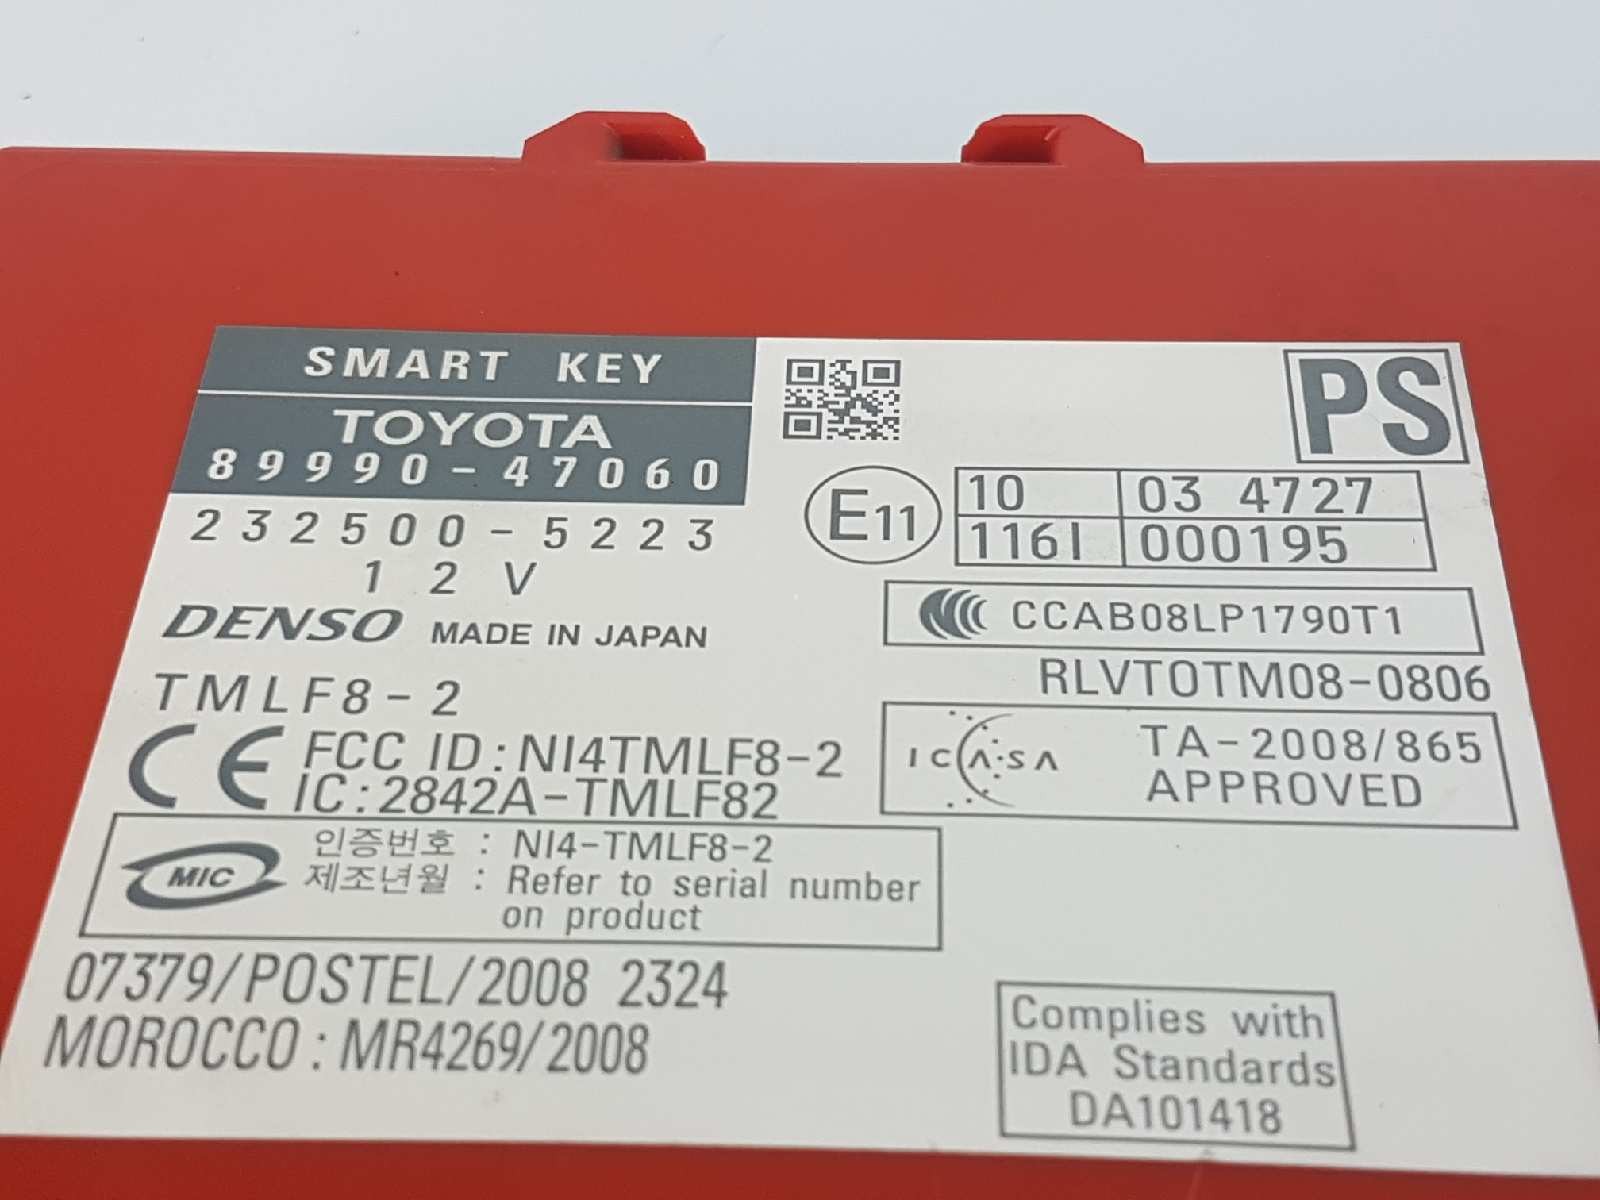 SMART KEY
TOYOTA
89990-47060
232500-5223
12V
DENSO MADE IN JAPAN
TMLF8-2
CE FCC ID:NI4TMLF8-2
IC:2842A-TMLF82
MIC 인증번호 : NI4-TMLF8-2
제조년월 : Refer to serial number
on product
07379/POSTEL/2008 2324
MOROCCO : MR4269/2008
PS
E11
10 03 4727
116I 000195
CCAB08LP1790T1
RLVTOTM08-0806
ICASA TA-2008/865
APPROVED
Complies with
IDA Standards
DA101418